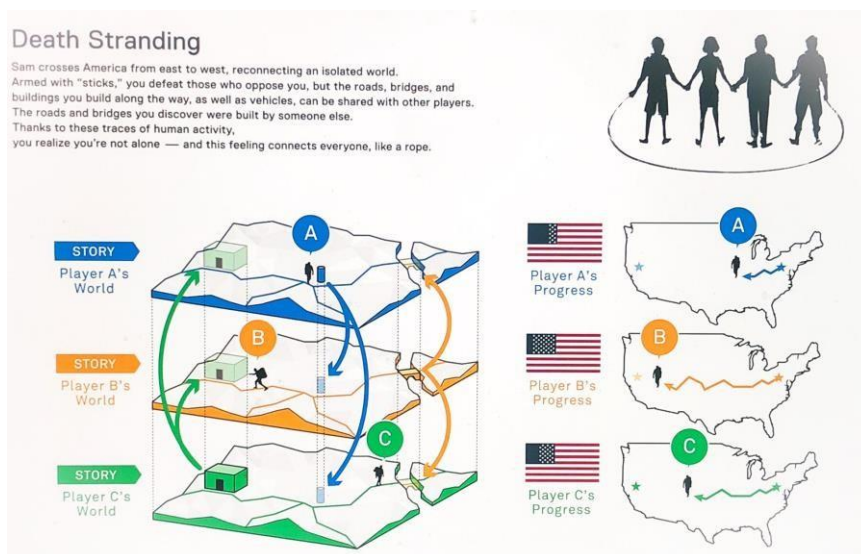 Death Stranding
Sam crosses America from east to west, reconnecting an isolated world.
Armed with "sticks," you defeat those who oppose you, but the roads, bridges, and
buildings you build along the way, as well as vehicles, can be shared with other players.
The roads and bridges you discover were built by someone else.
Thanks to these traces of human activity,
you realize you're not alone — and this feeling connects everyone, like a rope.
A
STORY
Player A's
World
B
STORY
Player B's
World
C
STORY
Player C's
World
A
Player A's
Progress
B
Player B's
Progress
C
Player C's
Progress